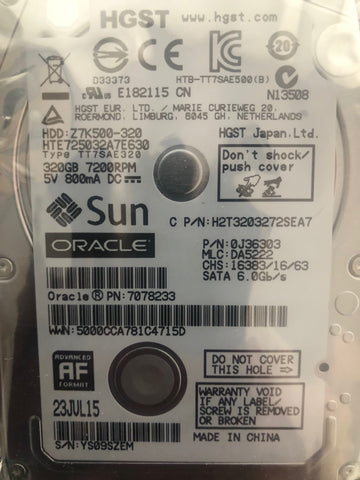 HGST www.hgst.com
20
D33373
HTB-TT7SAE500(B)
E182115 CN
N13508
HGST EUR. LTD. / MARIE CURIEWEG 20.
ROERMOND, LIMBURG, 6045 GH, NETHERLANDS
HDD:Z7K500-320
HGST Japan,Ltd.
HTE725032A7E630
TYPE TT7SAE320
320GB 7200RPM
5V 800mA DC
Don't shock/
push cover
Sun
C P/N:H2T3203272SEA7
ORACLE
P/N:0J36303
MLC:DA5222
CHS:16383/16/63
SATA 6.0Gb/s
Oracle® PN:7078233
WWN:5000CCA781C4715D
ADVANCED
AF
FORMAT
DO NOT COVER
THIS HOLE
23JUL15
WARRANTY VOID
IF ANY LABEL/
SCREW IS REMOVED
OR BROKEN
MADE IN CHINA
S/N:YS09SZEM